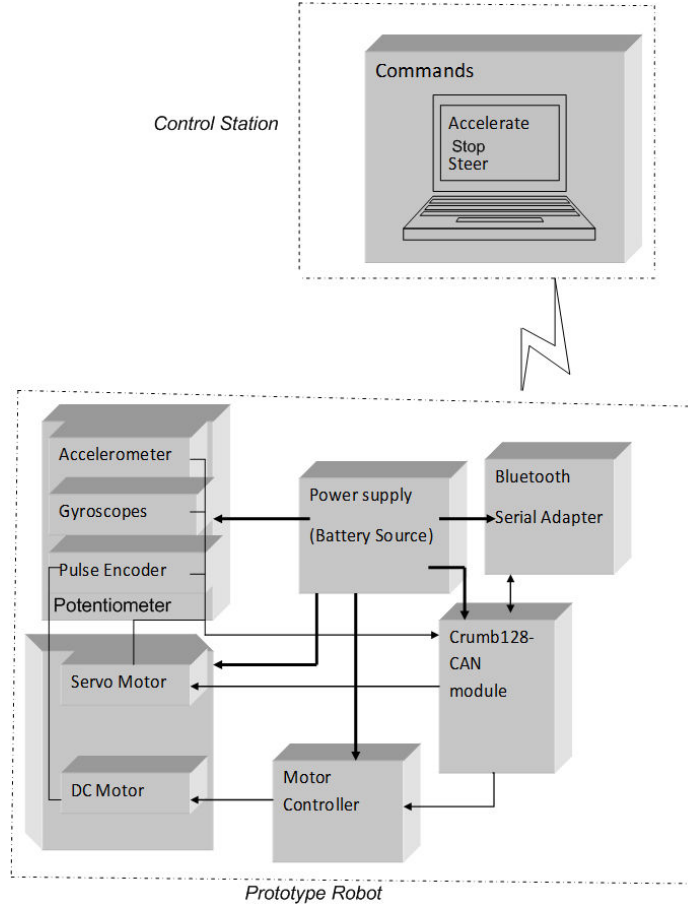 Control Station
Commands
Accelerate
Stop
Steer
Accelerometer
Gyroscopes
Pulse Encoder
Potentiometer
Servo Motor
DC Motor
Power supply
(Battery Source)
Bluetooth
Serial Adapter
Crumb128-
CAN
module
Motor
Controller
Prototype Robot